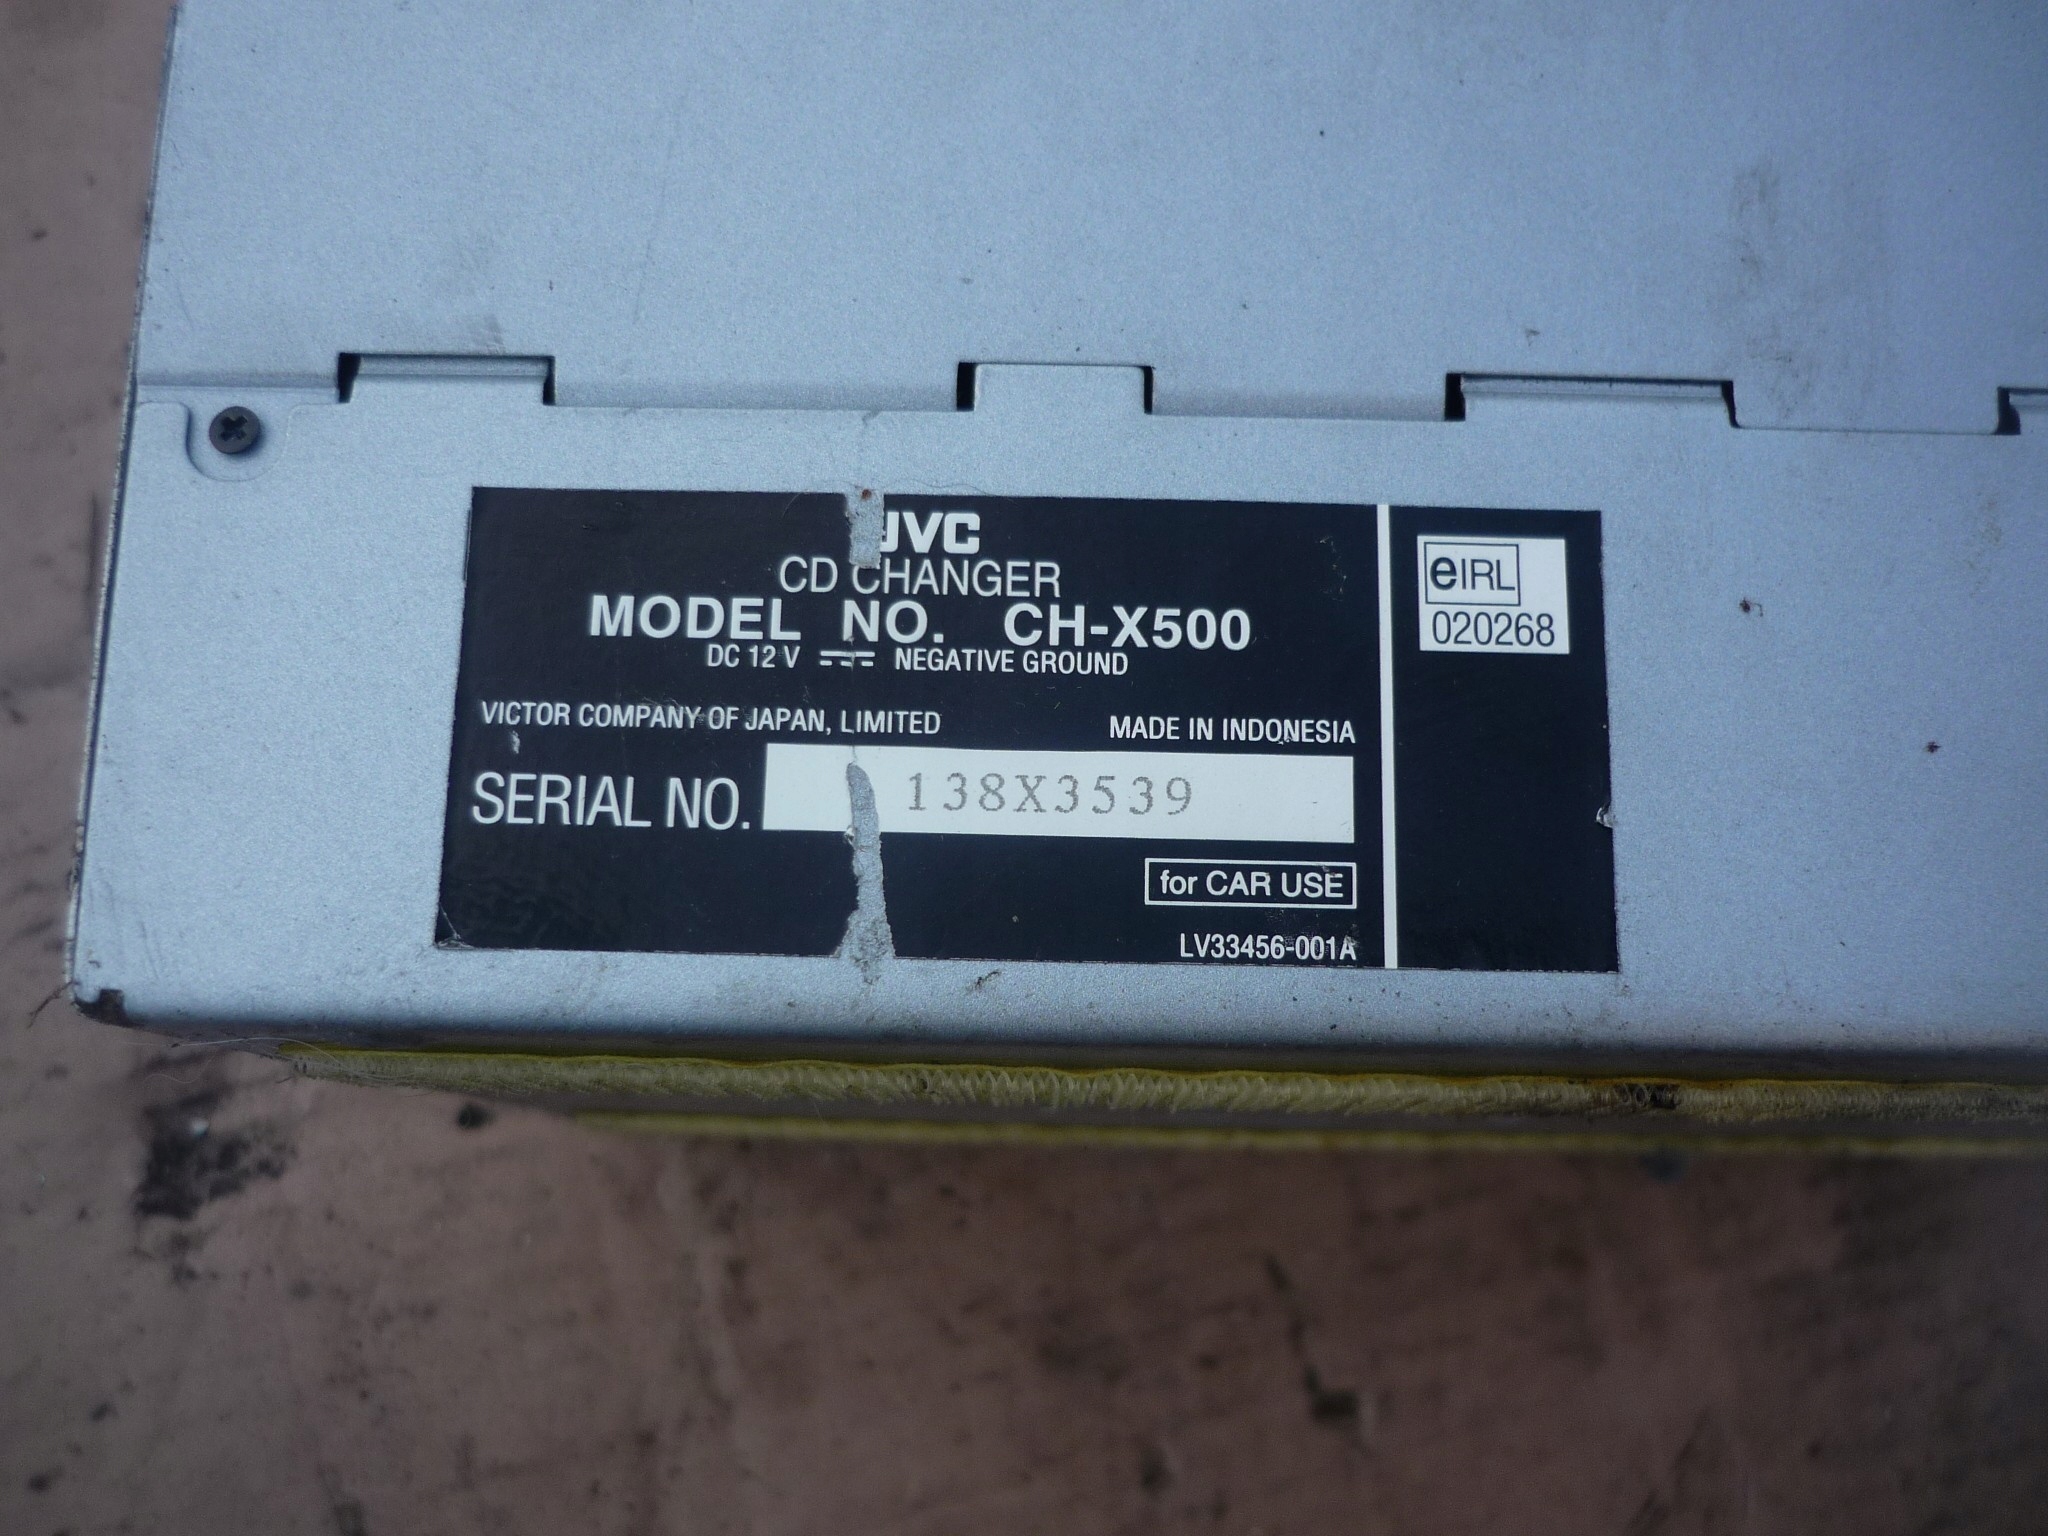 JVC
CD CHANGER
MODEL NO. CH-X500
DC 12 V ⎓ NEGATIVE GROUND
VICTOR COMPANY OF JAPAN, LIMITED MADE IN INDONESIA
SERIAL NO. 138X3539
for CAR USE
LV33456-001A
eIRL
020268